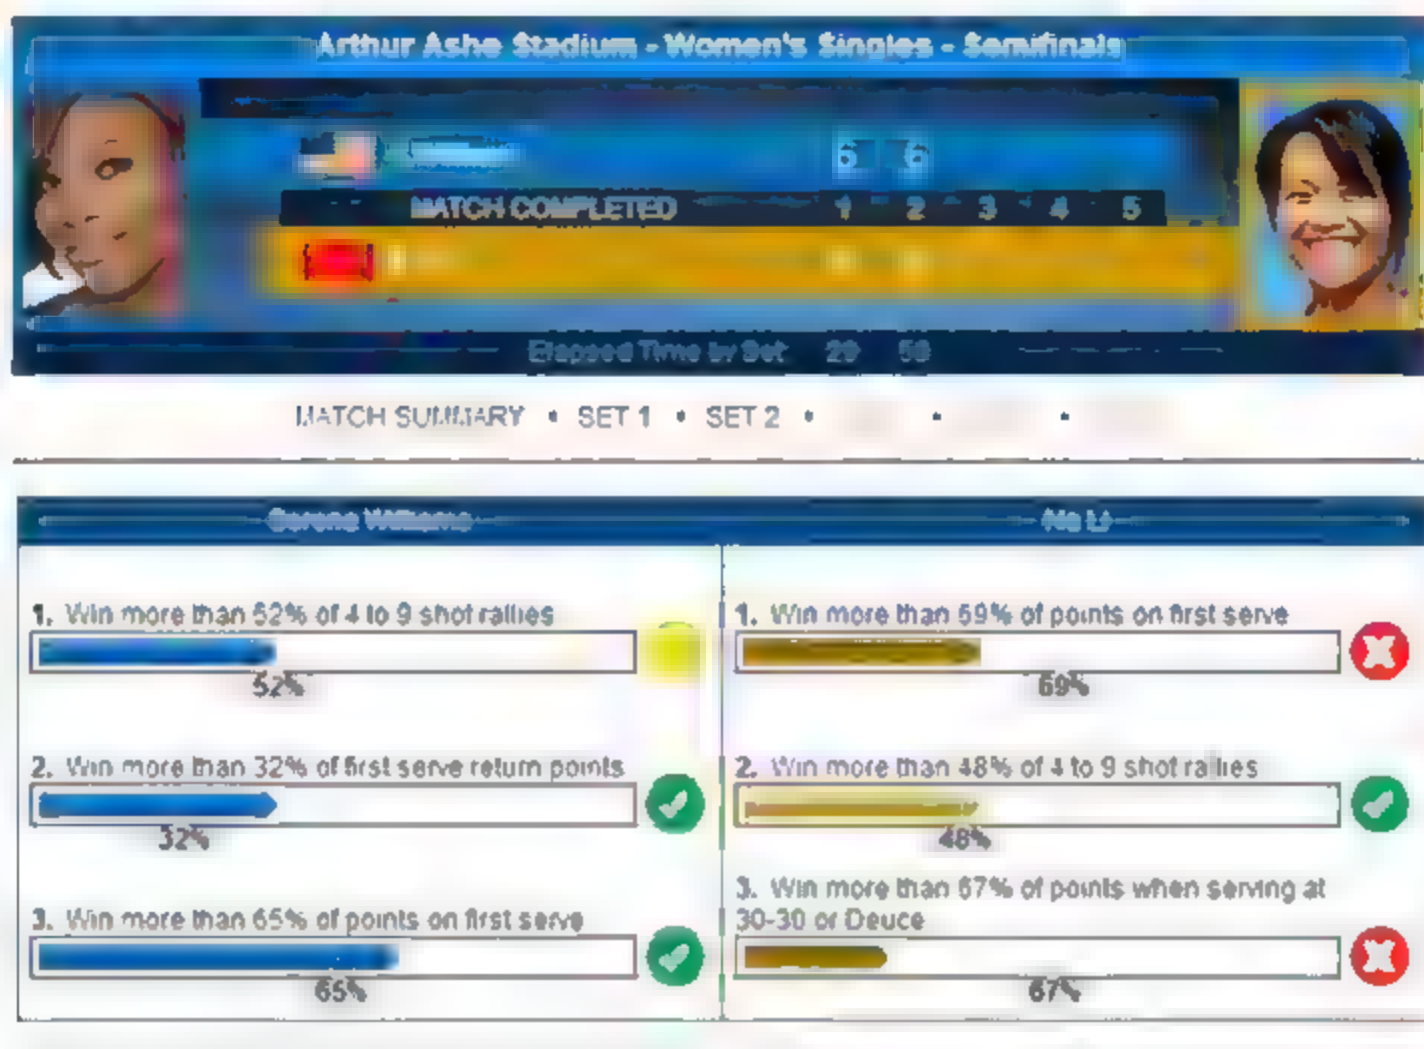 Arthur Ashe Stadium - Women's Singles - Semifinals
6 6
MATCH COMPLETED 1 2 3 4 5
Elapsed Time by Set
MATCH SUMMARY • SET 1 • SET 2 • • •
Serena Williams
Na Li
1. Win more than 52% of 4 to 9 shot rallies
52%
2. Win more than 32% of first serve return points
32%
3. Win more than 65% of points on first serve
65%
1. Win more than 69% of points on first serve
69%
2. Win more than 48% of 4 to 9 shot rallies
48%
3. Win more than 67% of points when serving at
30-30 or Deuce
67%